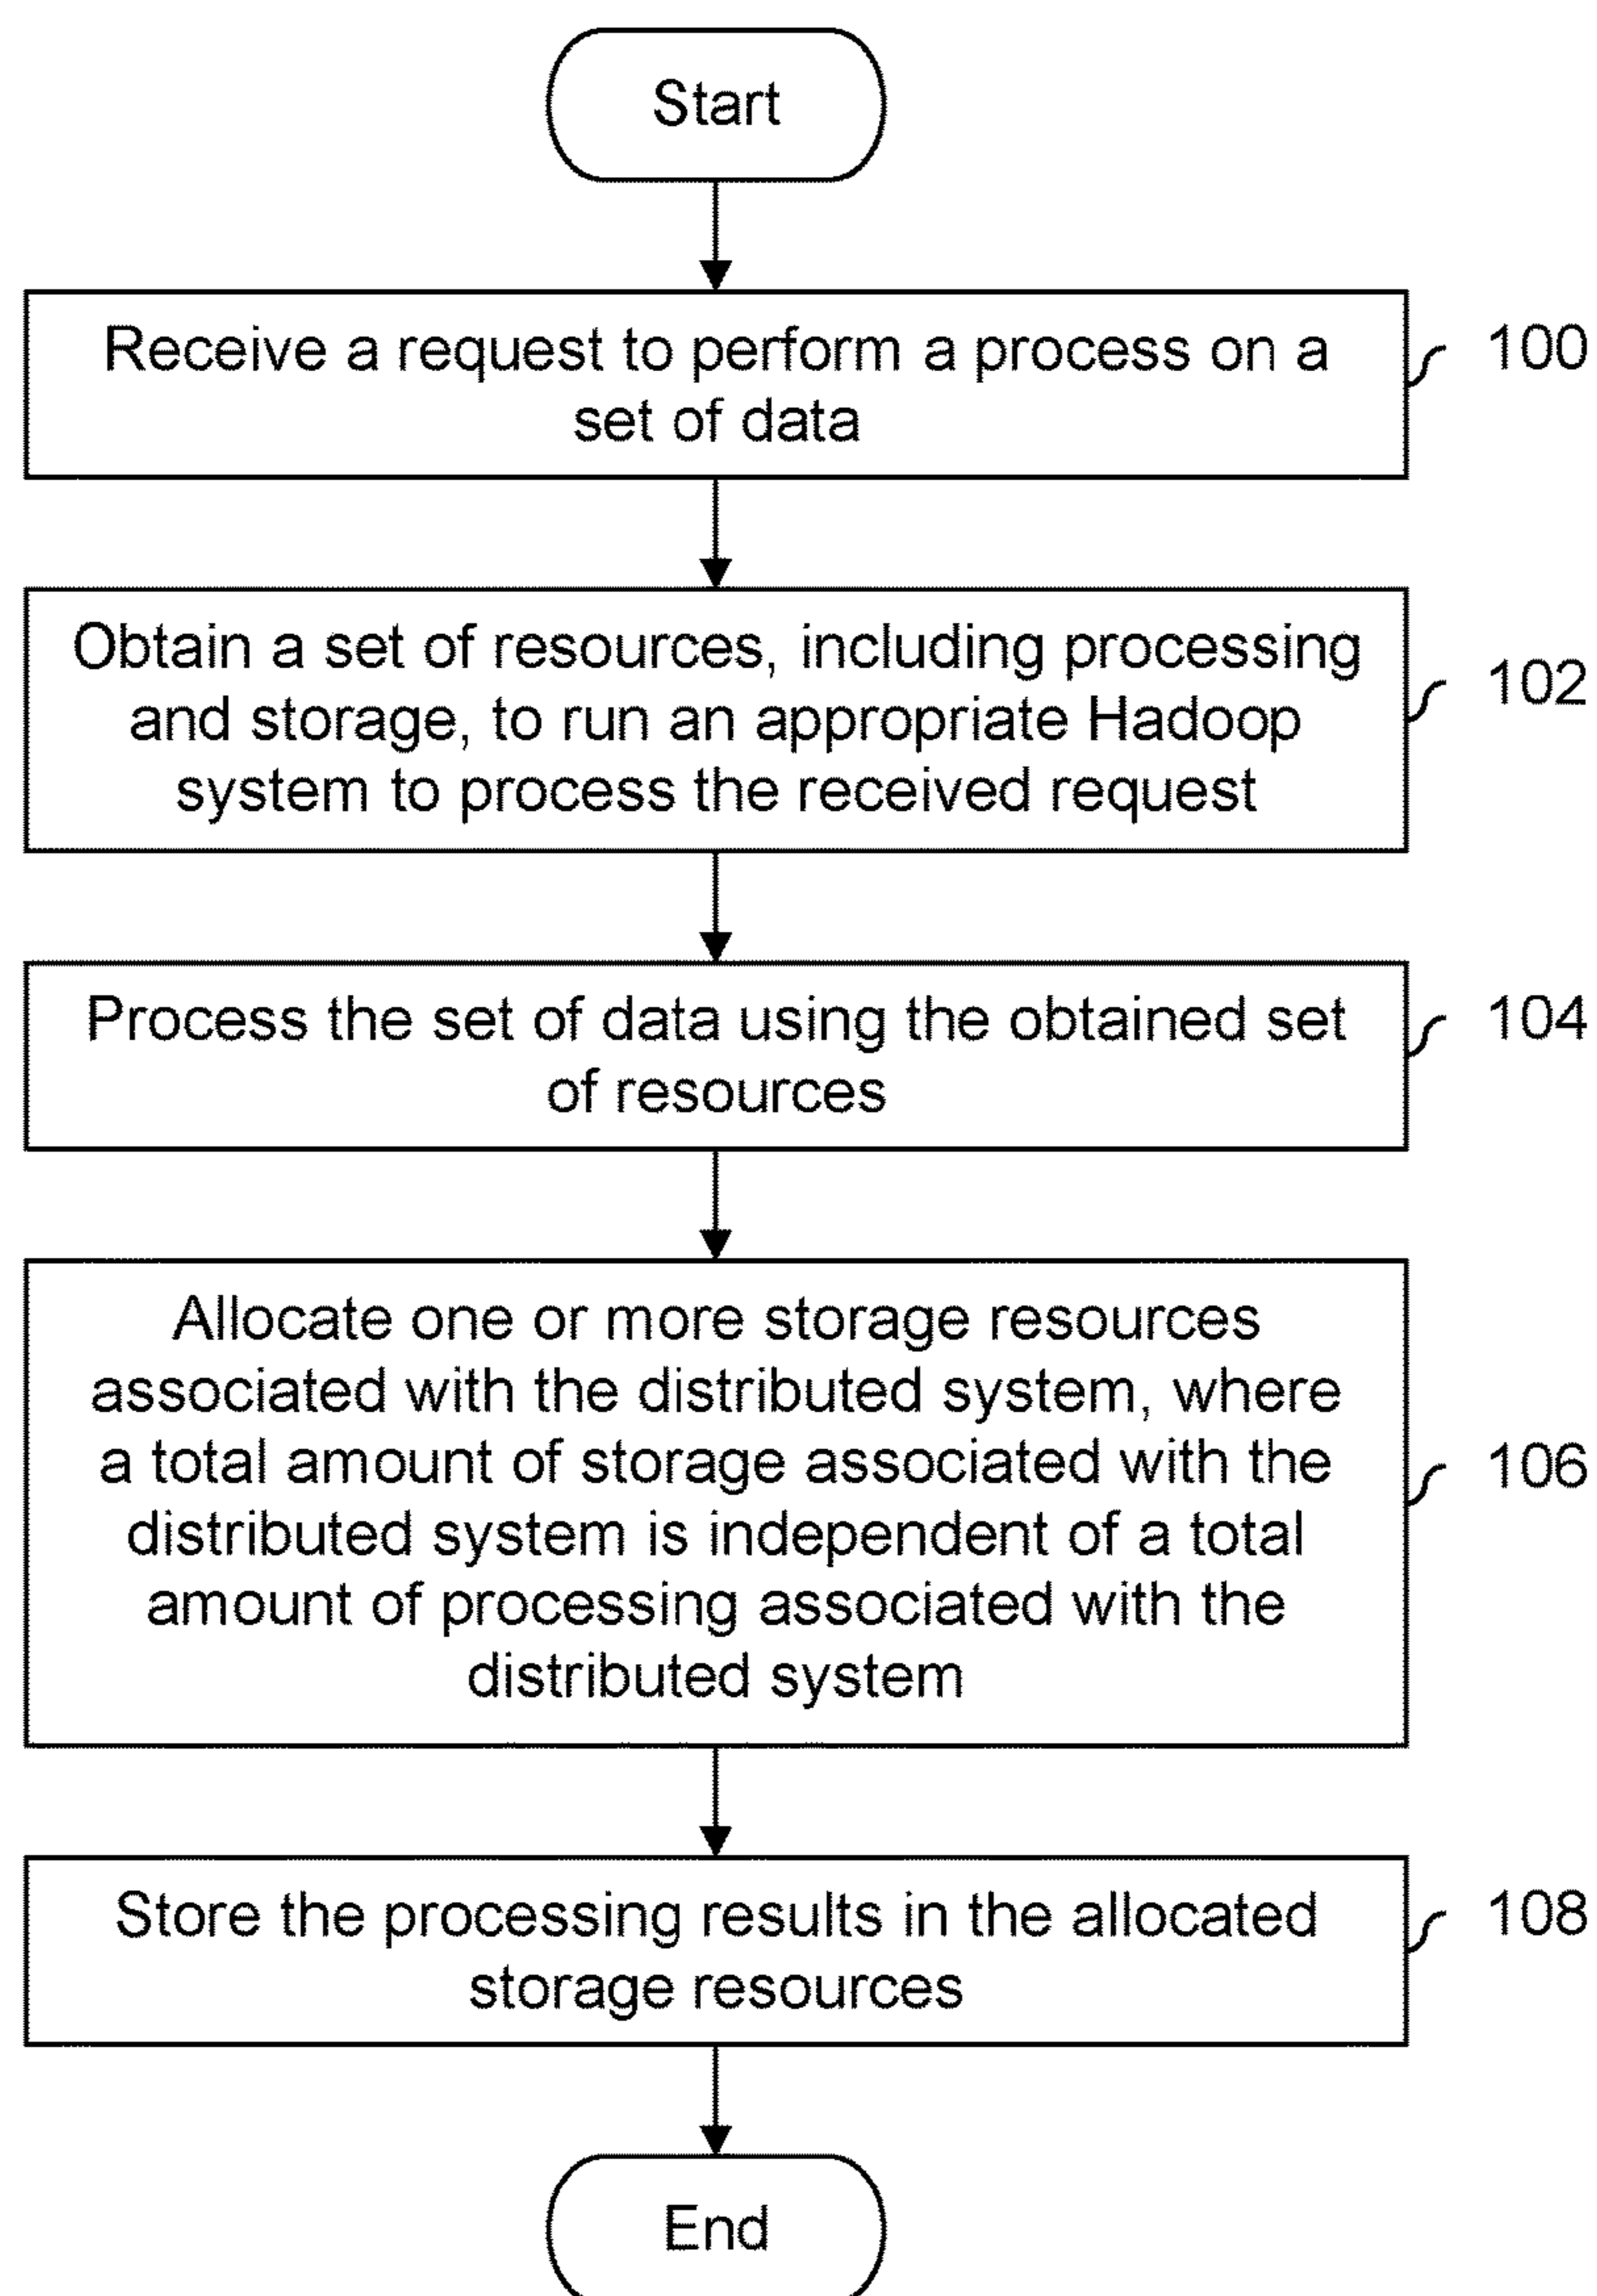 Start
Receive a request to perform a process on a
set of data
100
Obtain a set of resources, including processing
and storage, to run an appropriate Hadoop
system to process the received request
102
Process the set of data using the obtained set
of resources
104
Allocate one or more storage resources
associated with the distributed system, where
a total amount of storage associated with the
distributed system is independent of a total
amount of processing associated with the
distributed system
106
Store the processing results in the allocated
storage resources
108
End